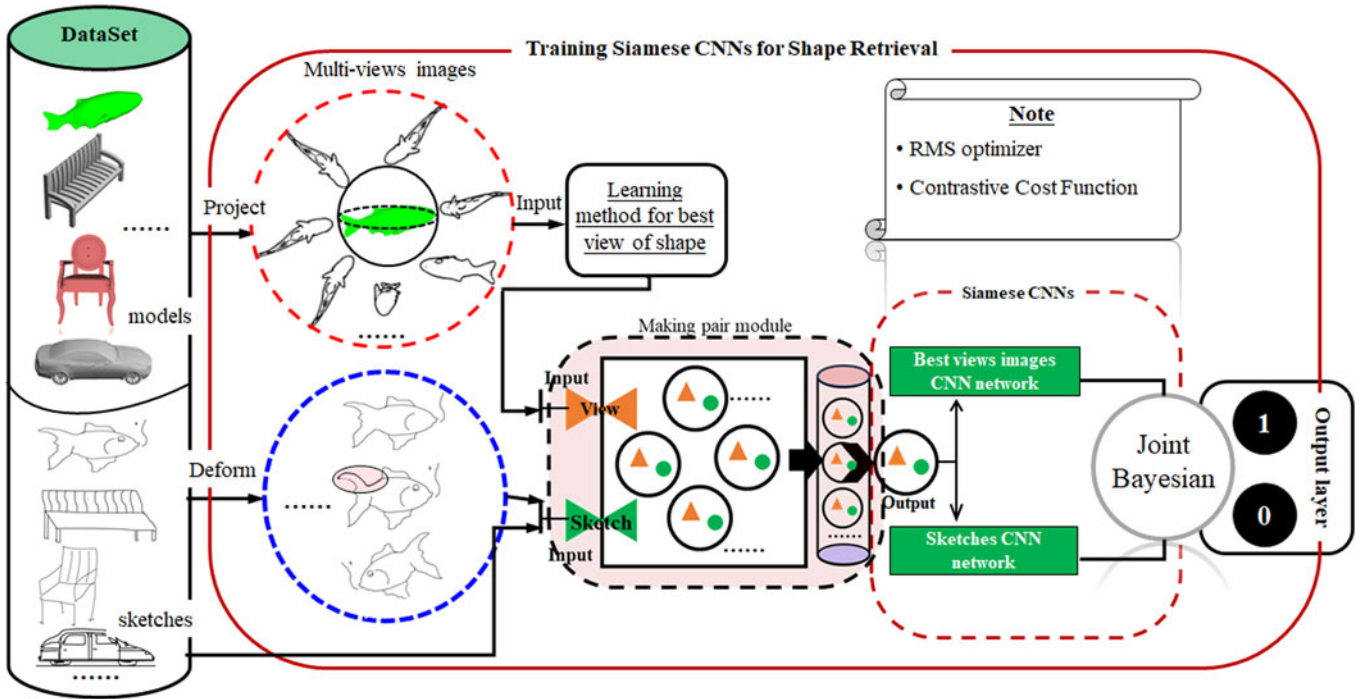 DataSet
models
sketches
......
......
Training Siamese CNNs for Shape Retrieval
Project
Multi-views images
......
Input
Learning
method for best
view of shape
Note
• RMS optimizer
• Contrastive Cost Function
Deform
......
Making pair module
Input
View
Sketch
Input
......
......
......
Output
Siamese CNNs
Best views images
CNN network
Sketches CNN
network
Joint
Bayesian
1
0
Output layer